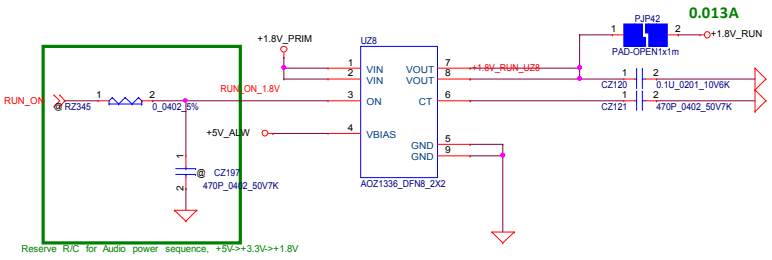 0.013A
PJP42
1 2
+1.8V_RUN
PAD-OPEN1x1m
+1.8V_PRIM
UZ8
1 VIN VOUT 7
2 VIN VOUT 8
+1.8V_RUN_UZ8
CZ120 1 2 0.1U_0201_10V6K
RUN_ON
@ RZ345 1 2 0_0402_5%
RUN_ON_1.8V
3 ON CT 6
CZ121 1 2 470P_0402_50V7K
+5V_ALW
4 VBIAS
GND 5
GND 9
1
@ CZ197
2
470P_0402_50V7K
AOZ1336_DFN8_2X2
Reserve R/C for Audio power sequence, +5V->+3.3V->+1.8V